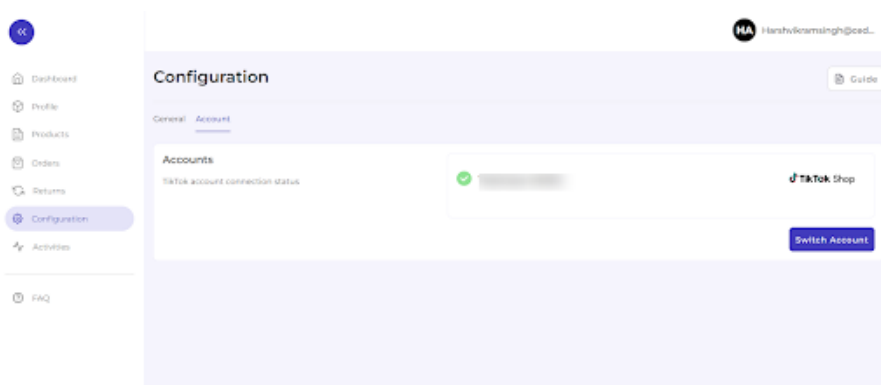 «
HA Harshvikramsingh@ced...
Dashboard
Profile
Products
Orders
Returns
Configuration
Activities
FAQ
Configuration
Guide
General Account
Accounts
TikTok account connection status
TikTok Shop
Switch Account